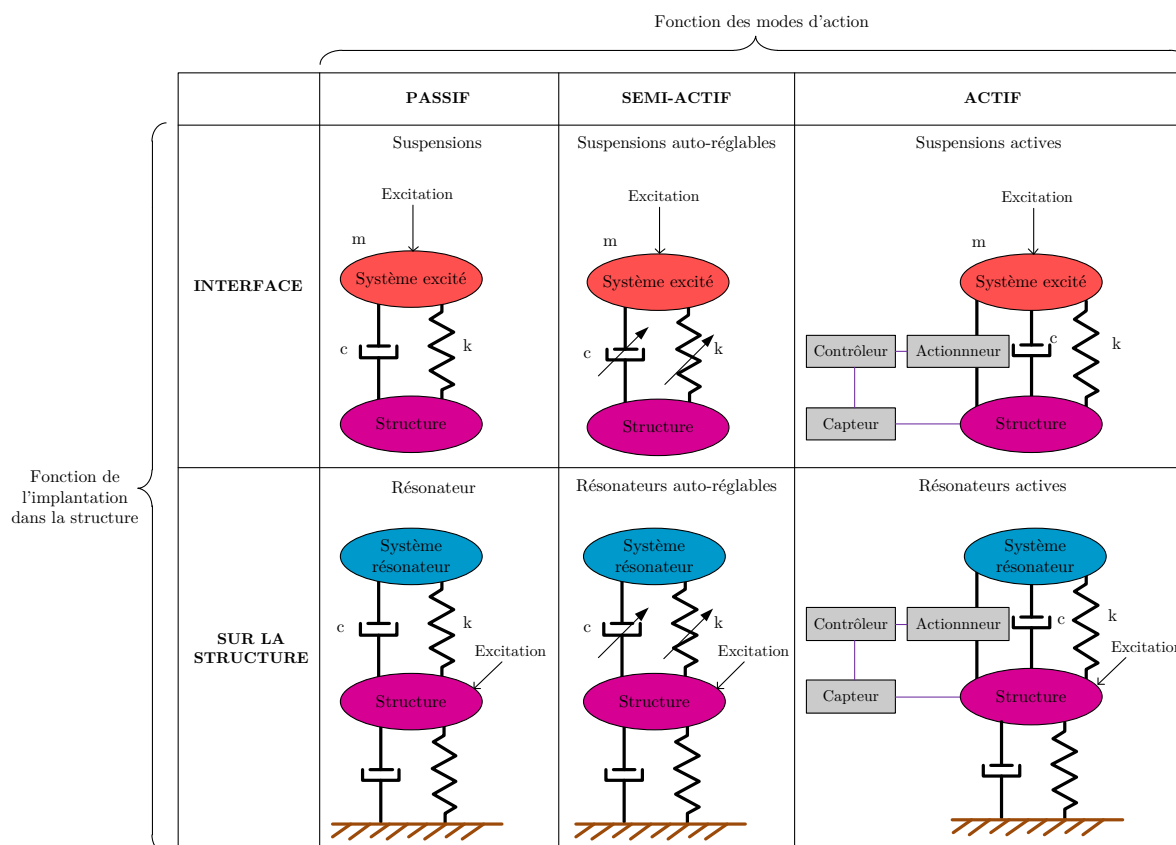 Fonction des modes d'action
PASSIF
SEMI-ACTIF
ACTIF
Fonction de
l'implantation
dans la structure
INTERFACE
Suspensions
Excitation
m
Système excité
c
k
Structure
Suspensions auto-réglables
Excitation
m
Système excité
c
k
Structure
Suspensions actives
Excitation
m
Système excité
Contrôleur
Actionnneur
c
k
Capteur
Structure
SUR LA
STRUCTURE
Résonateur
Système
résonateur
c
k
Excitation
Structure
Résonateurs auto-réglables
Système
résonateur
c
k
Excitation
Structure
Résonateurs actives
Système
résonateur
Contrôleur
Actionnneur
c
k
Excitation
Capteur
Structure